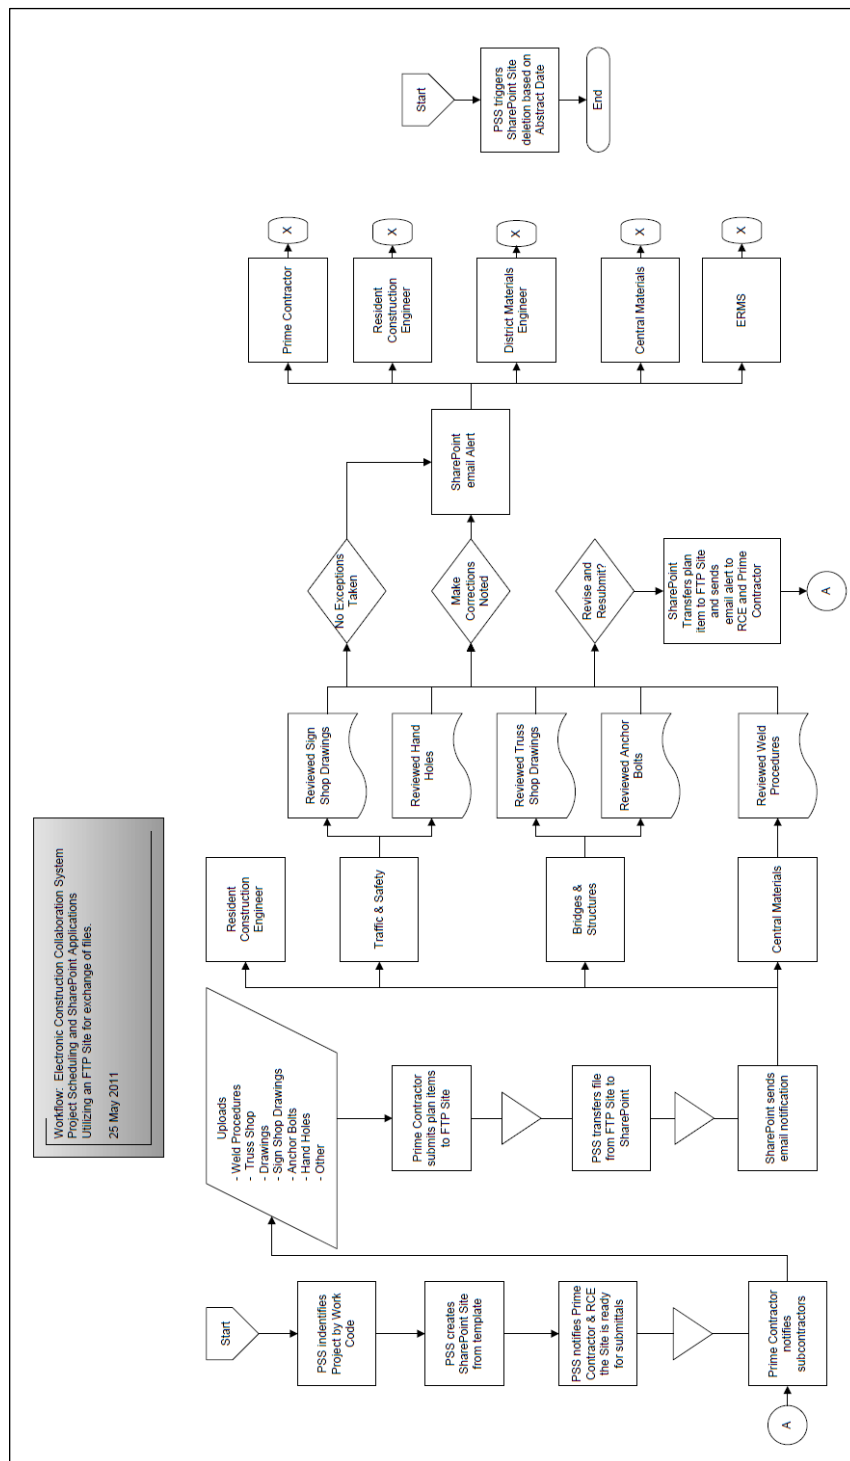 Workflow: Electronic Construction Collaboration System
Project Scheduling and SharePoint Applications
Utilizing an FTP Site for exchange of files.
25 May 2011
Start
PSS indentifies
Project by Work
Code
PSS creates
SharePoint Site
from template
PSS notifies Prime
Contractor & RCE
the Site is ready
for submittals
Prime Contractor
notifies
subcontractors
A
Uploads
- Weld Procedures
- Truss Shop
- Drawings
- Sign Shop Drawings
- Anchor Bolts
- Hand Holes
- Other
Prime Contractor
submits plan items
to FTP Site
PSS transfers file
from FTP Site to
SharePoint
SharePoint sends
email notification
Resident
Construction
Engineer
Traffic & Safety
Bridges &
Structures
Central Materials
Reviewed Sign
Shop Drawings
Reviewed Hand
Holes
Reviewed Truss
Shop Drawings
Reviewed Anchor
Bolts
Reviewed Weld
Procedures
No Exceptions
Taken
Make
Corrections
Noted
Revise and
Resubmit?
SharePoint
Transfers plan
item to FTP Site
and sends
email alert to
RCE and Prime
Contractor
A
SharePoint
email Alert
Prime Contractor
X
Resident
Construction
Engineer
X
District Materials
Engineer
X
Central Materials
X
ERMS
X
Start
PSS triggers
SharePoint Site
deletion based on
Abstract Date
End